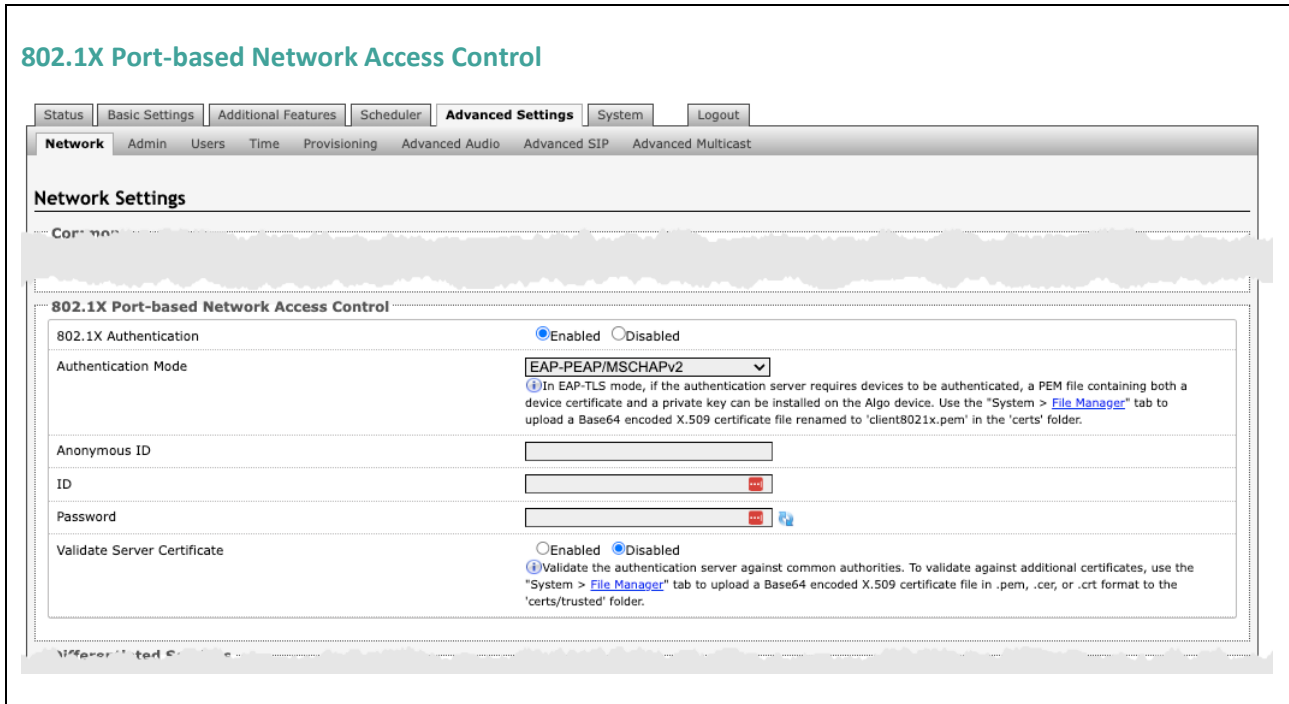 802.1X Port-based Network Access Control
Status Basic Settings Additional Features Scheduler Advanced Settings System Logout
Network Admin Users Time Provisioning Advanced Audio Advanced SIP Advanced Multicast
Network Settings
Common
802.1X Port-based Network Access Control
802.1X Authentication Enabled Disabled
Authentication Mode EAP-PEAP/MSCHAPv2
In EAP-TLS mode, if the authentication server requires devices to be authenticated, a PEM file containing both a
device certificate and a private key can be installed on the Algo device. Use the "System > File Manager" tab to
upload a Base64 encoded X.509 certificate file renamed to 'client8021x.pem' in the 'certs' folder.
Anonymous ID
ID
Password
Validate Server Certificate Enabled Disabled
Validate the authentication server against common authorities. To validate against additional certificates, use the
"System > File Manager" tab to upload a Base64 encoded X.509 certificate file in .pem, .cer, or .crt format to the
'certs/trusted' folder.